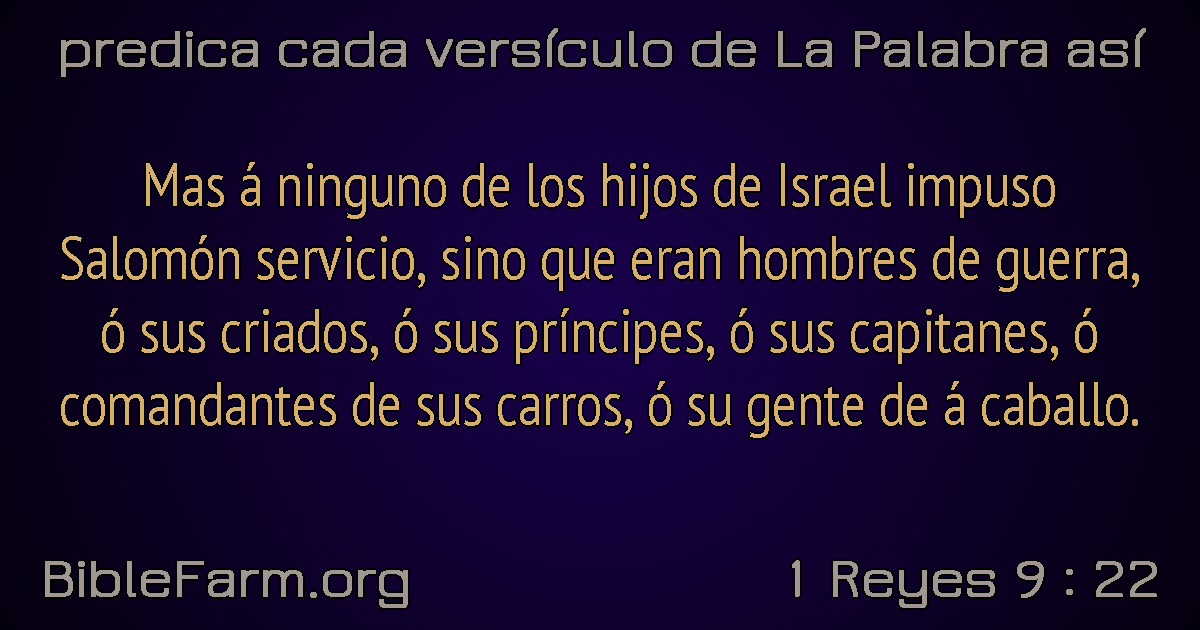 predica cada versículo de La Palabra así
Mas á ninguno de los hijos de Israel impuso
Salomón servicio, sino que eran hombres de guerra,
ó sus criados, ó sus príncipes, ó sus capitanes, ó
comandantes de sus carros, ó su gente de á caballo.
BibleFarm.org
1 Reyes 9 : 22